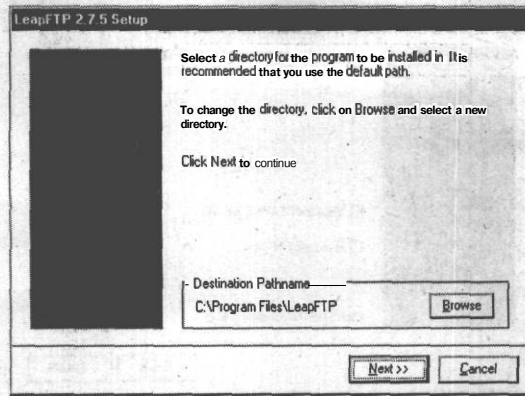 LeapFTP 2.7.5 Setup
Select a directory for the program to be installed in It is
recommended that you use the default path.
To change the directory, click on Browse and select a new
directory.
Click Next to continue
Destination Pathname
C:\Program Files\LeapFTP
Browse
Next >>
Cancel